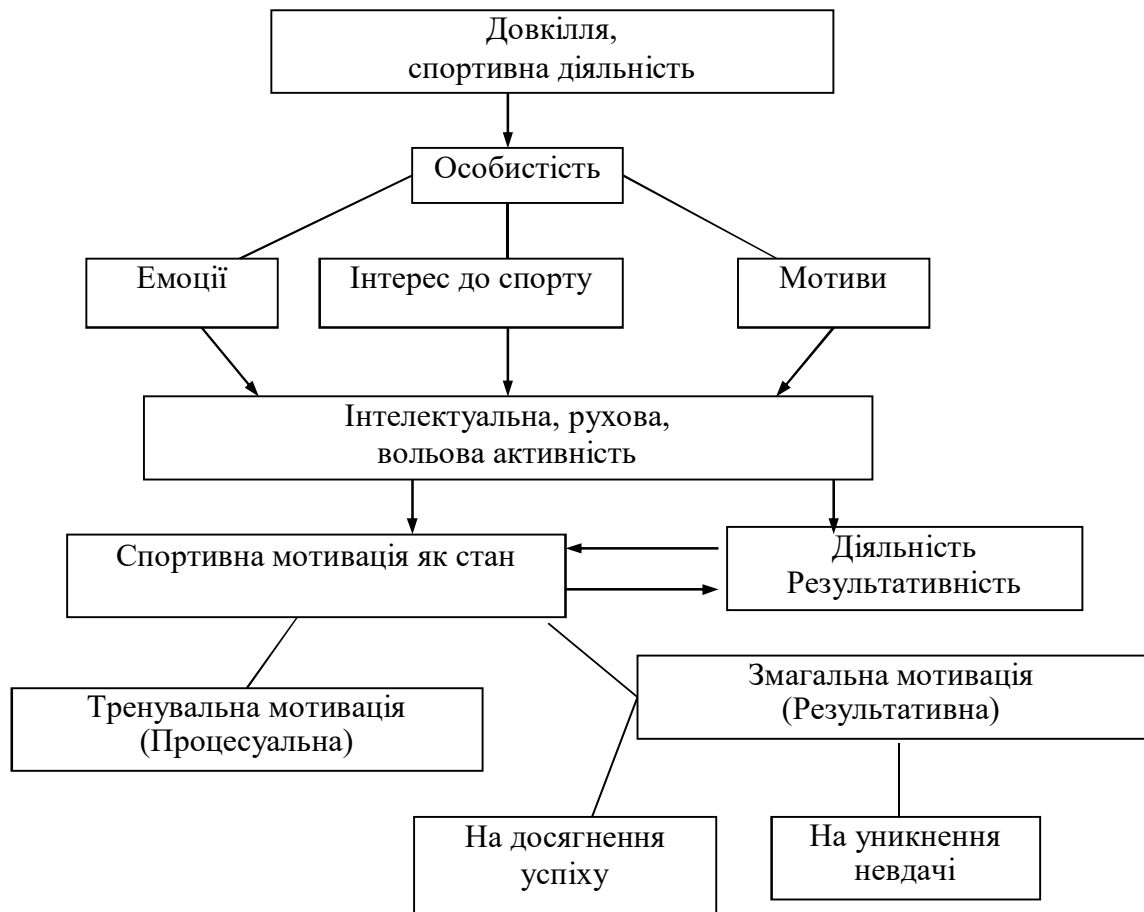 Довкілля,
спортивна діяльність
Особистість
Емоції
Інтерес до спорту
Мотиви
Інтелектуальна, рухова,
вольова активність
Спортивна мотивація як стан
Діяльність
Результативність
Тренувальна мотивація
(Процесуальна)
Змагальна мотивація
(Результативна)
На досягнення
успіху
На уникнення
невдачі